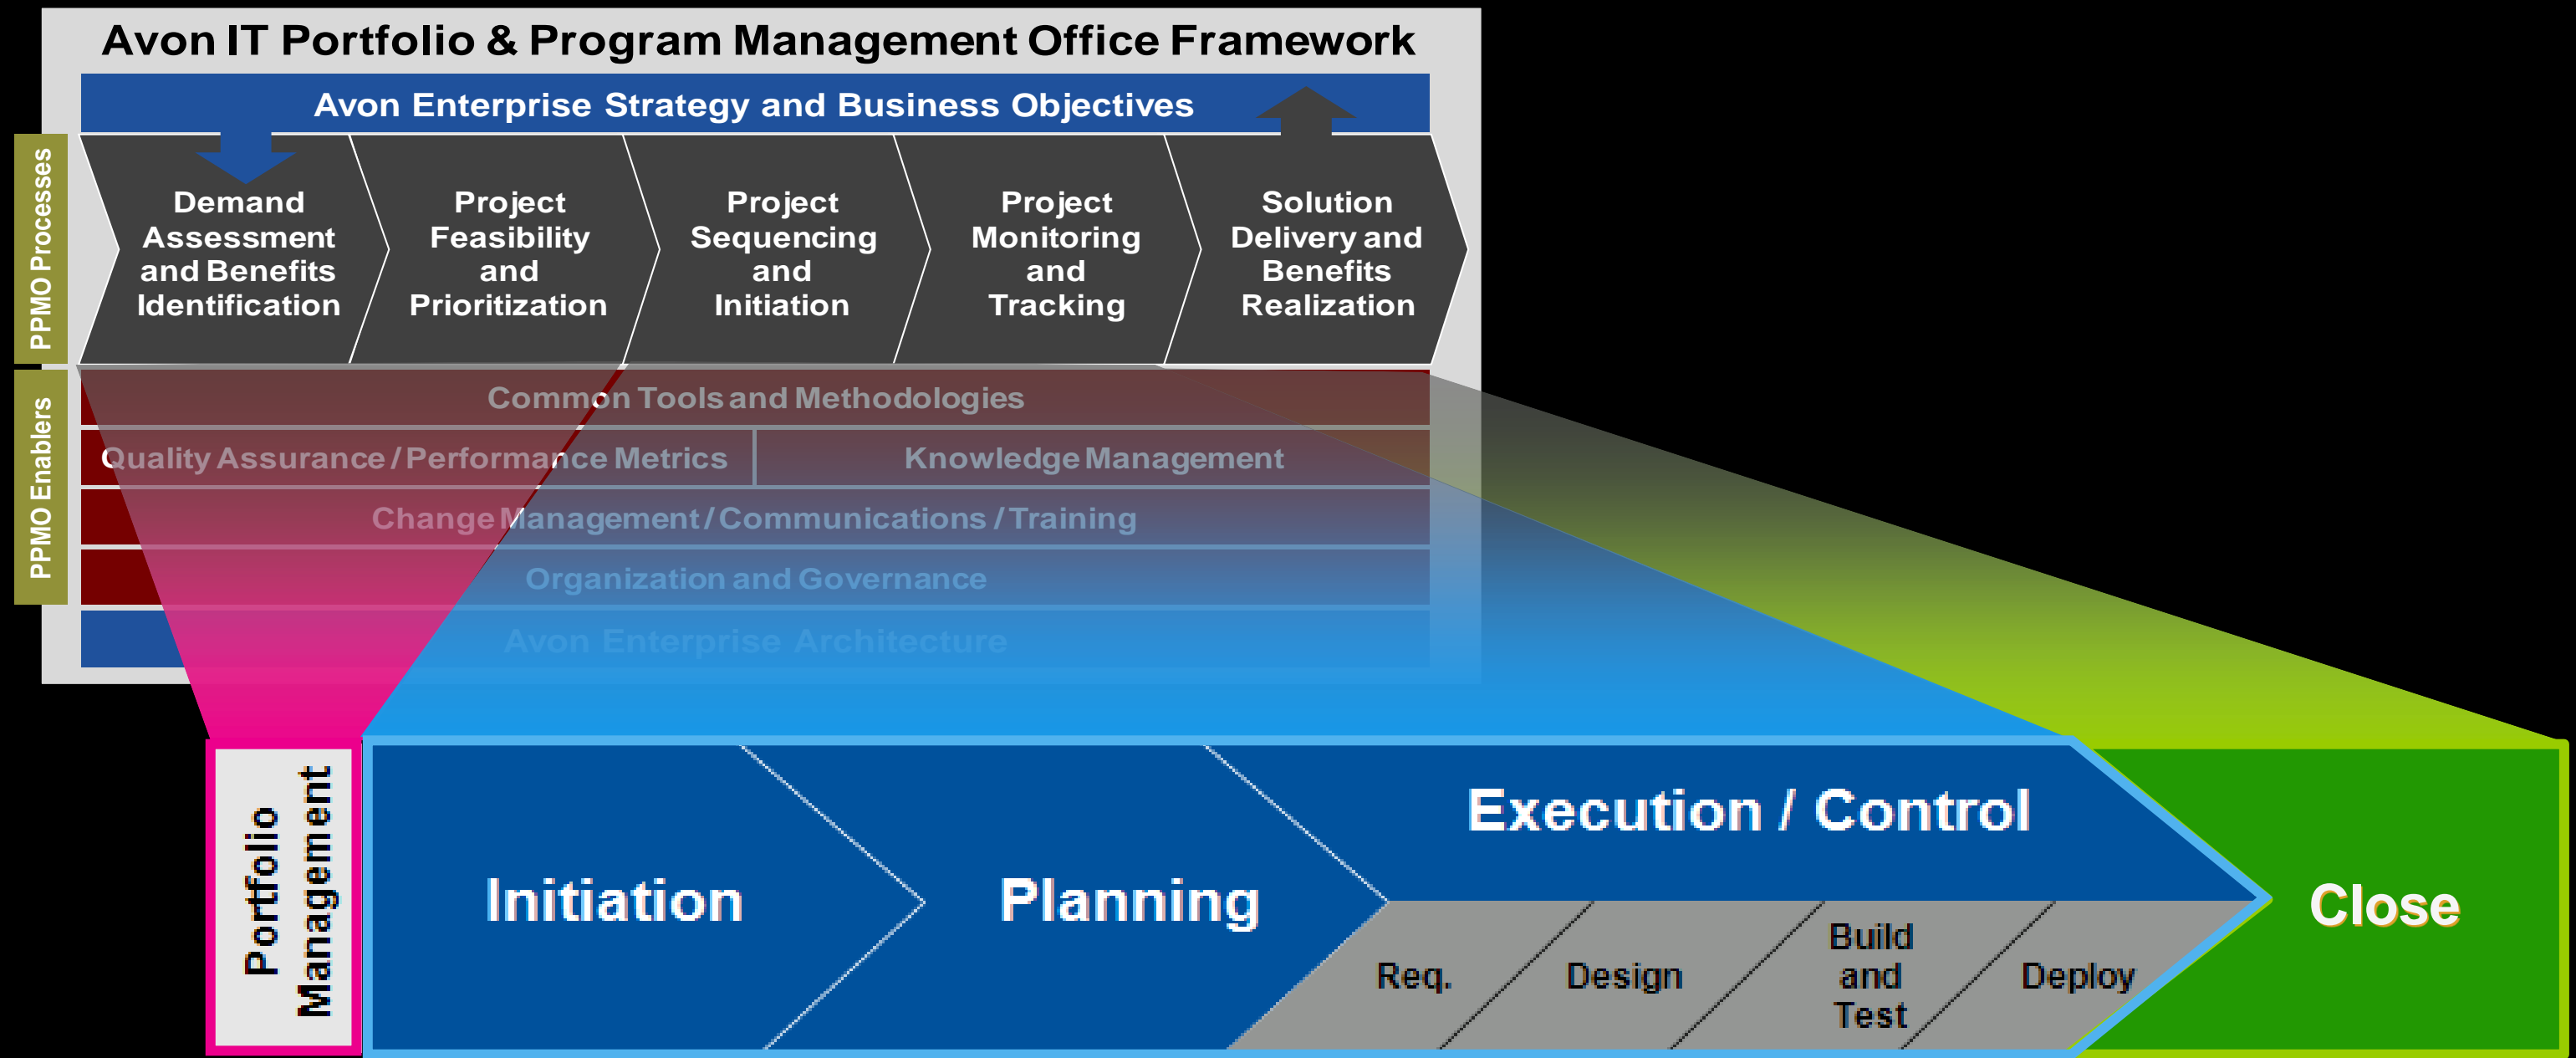 Avon IT Portfolio & Program Management Office Framework
Avon Enterprise Strategy and Business Objectives
PPMO Processes
Demand
Assessment
and Benefits
Identification
Project
Feasibility
and
Prioritization
Project
Sequencing
and
Initiation
Project
Monitoring
and
Tracking
Solution
Delivery and
Benefits
Realization
PPMO Enablers
Common Tools and Methodologies
Quality Assurance / Performance Metrics
Knowledge Management
Change Management / Communications / Training
Organization and Governance
Avon Enterprise Architecture
Portfolio
Management
Initiation
Planning
Execution / Control
Req.
Design
Build
and
Test
Deploy
Close